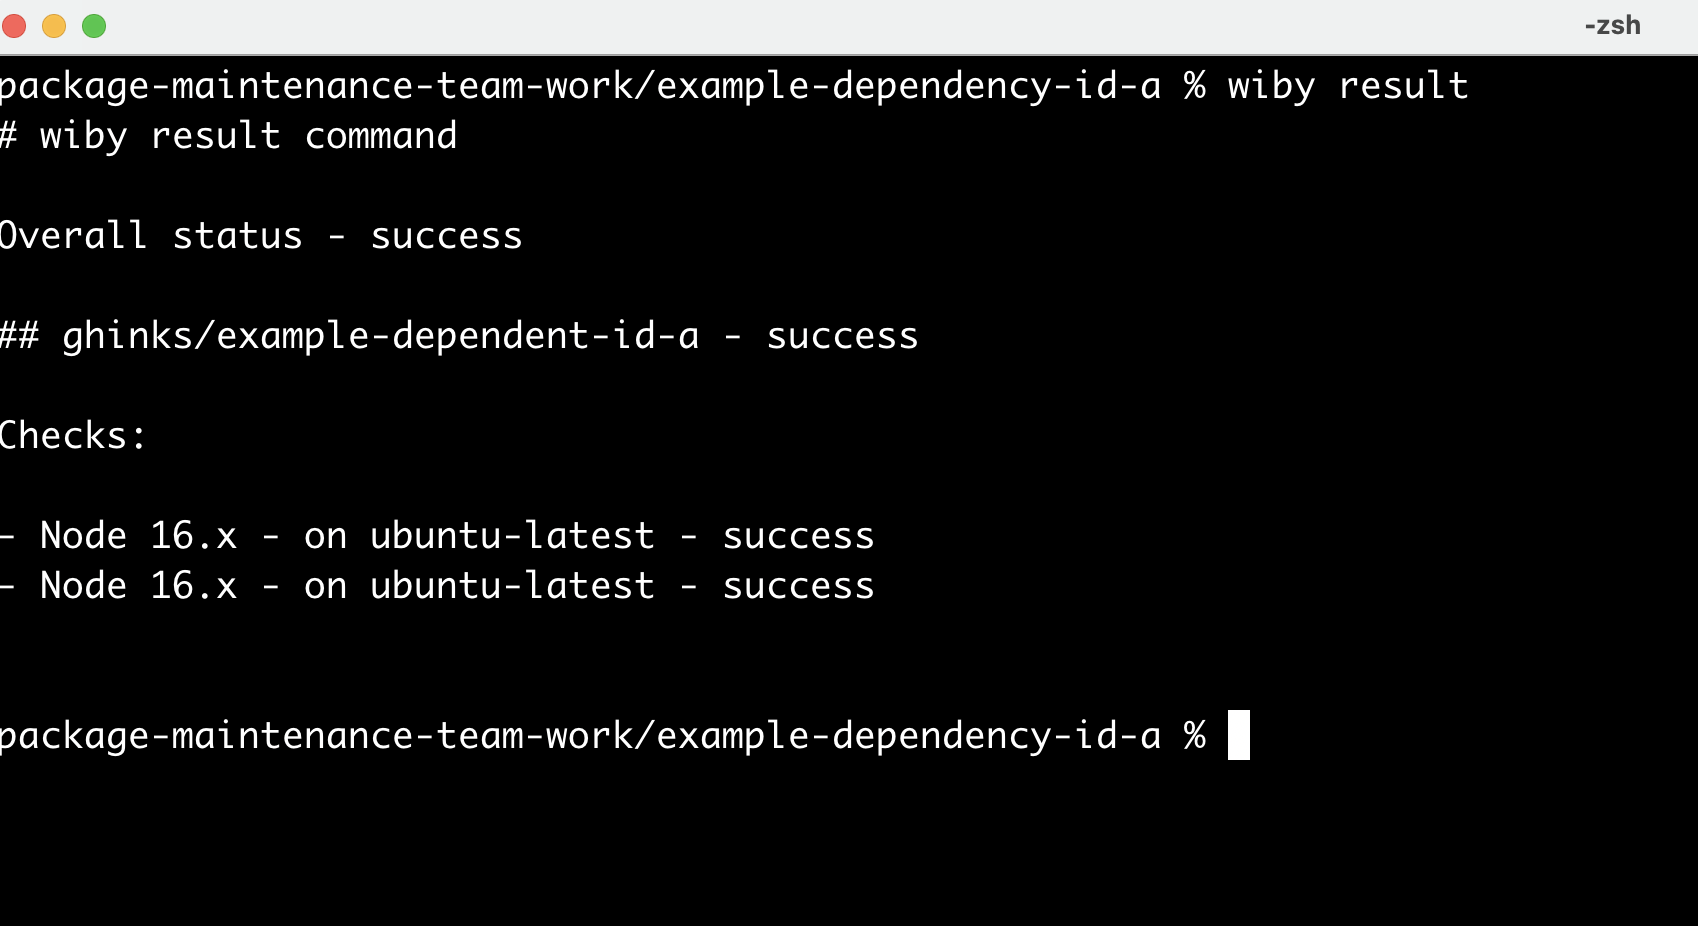 -zsh
package-maintenance-team-work/example-dependency-id-a % wiby result
# wiby result command
Overall status - success
## ghinks/example-dependent-id-a - success
Checks:
- Node 16.x - on ubuntu-latest - success
- Node 16.x - on ubuntu-latest - success
package-maintenance-team-work/example-dependency-id-a %